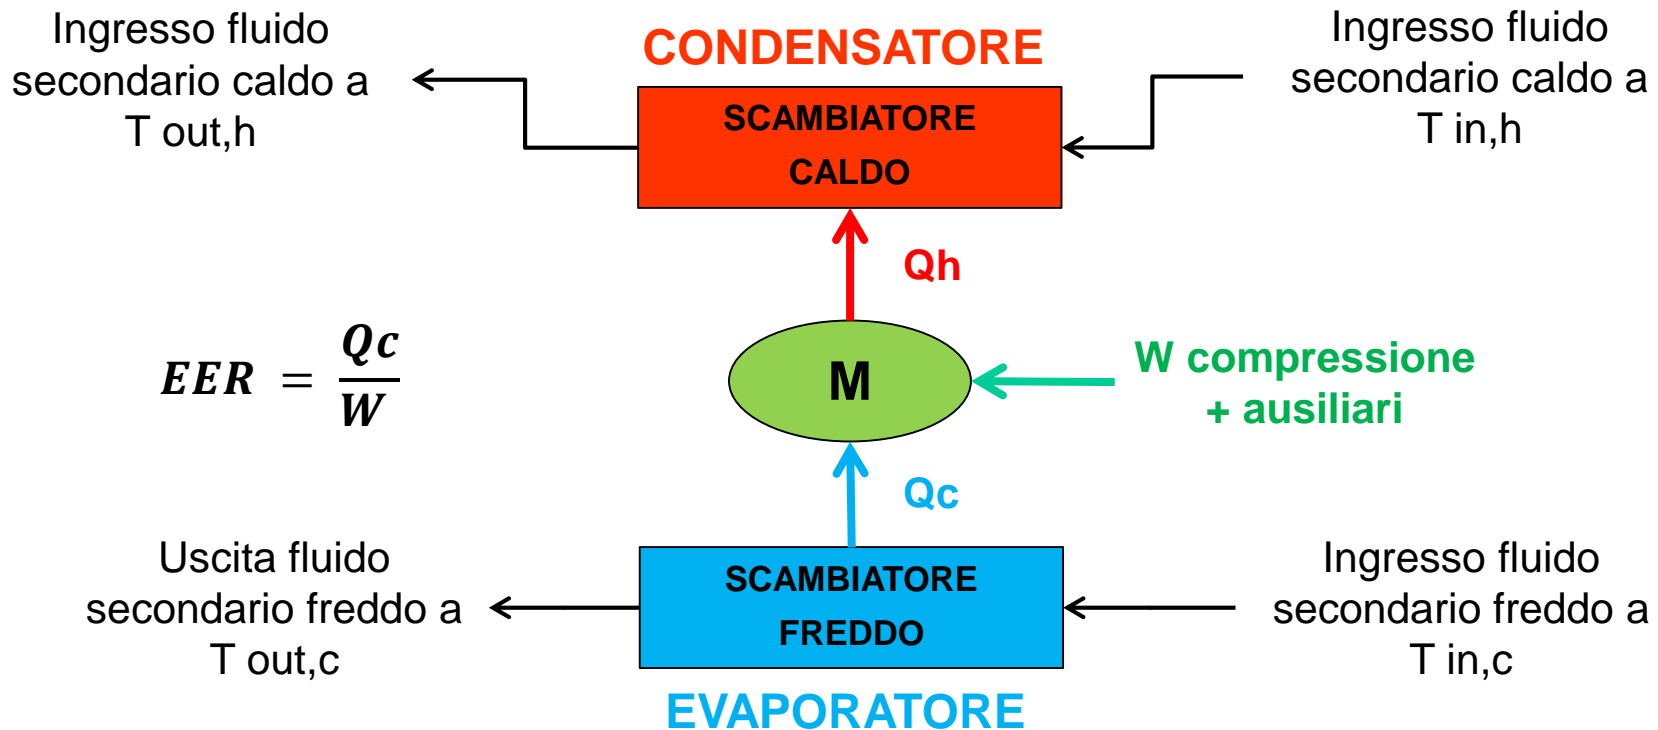 Ingresso fluido
secondario caldo a
T out,h
CONDENSATORE
SCAMBIATORE
CALDO
Ingresso fluido
secondario caldo a
T in,h
Qh
EER = Qc
W
M
W compressione
+ ausiliari
Qc
Uscita fluido
secondario freddo a
T out,c
SCAMBIATORE
FREDDO
EVAPORATORE
Ingresso fluido
secondario freddo a
T in,c